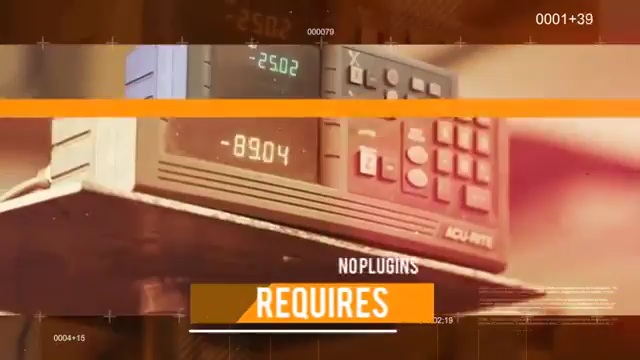 -25.02
000079
0001+39
-25.02
X
Z
-89.04
ACU-RITE
NO PLUGINS
REQUIRES
02;19
0004+15